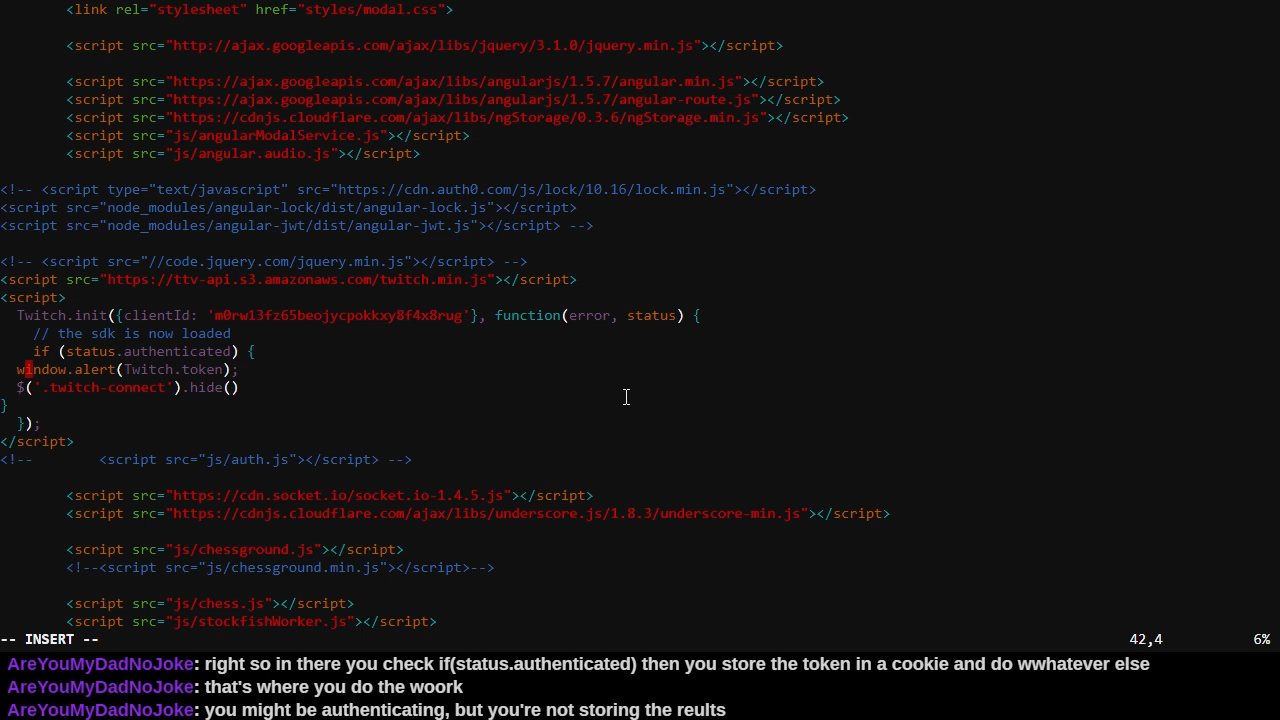 <link rel="stylesheet" href="styles/modal.css">
<script src="http://ajax.googleapis.com/ajax/libs/jquery/3.1.0/jquery.min.js"></script>
<script src="https://ajax.googleapis.com/ajax/libs/angularjs/1.5.7/angular.min.js"></script>
<script src="https://ajax.googleapis.com/ajax/libs/angularjs/1.5.7/angular-route.js"></script>
<script src="https://cdnjs.cloudflare.com/ajax/libs/ngStorage/0.3.6/ngStorage.min.js"></script>
<script src="js/angularModalService.js"></script>
<script src="js/angular.audio.js"></script>
<!-- <script type="text/javascript" src="https://cdn.auth0.com/js/lock/10.16/lock.min.js"></script>
<script src="node_modules/angular-lock/dist/angular-lock.js"></script>
<script src="node_modules/angular-jwt/dist/angular-jwt.js"></script> -->
<!-- <script src="//code.jquery.com/jquery.min.js"></script> -->
<script src="https://ttv-api.s3.amazonaws.com/twitch.min.js"></script>
<script>
Twitch.init({clientId: 'm0rw13fz65beojycpokkxy8f4x8rug'}, function(error, status) {
// the sdk is now loaded
if (status.authenticated) {
window.alert(Twitch.token);
$('.twitch-connect').hide()
}
});
</script>
<!-- <script src="js/auth.js"></script> -->
<script src="https://cdn.socket.io/socket.io-1.4.5.js"></script>
<script src="https://cdnjs.cloudflare.com/ajax/libs/underscore.js/1.8.3/underscore-min.js"></script>
<script src="js/chessground.js"></script>
<!--<script src="js/chessground.min.js"></script>-->
<script src="js/chess.js"></script>
<script src="js/stockfishWorker.js"></script>
-- INSERT -- 42,4 6%
AreYouMyDadNoJoke: right so in there you check if(status.authenticated) then you store the token in a cookie and do wwhatever else
AreYouMyDadNoJoke: that's where you do the woork
AreYouMyDadNoJoke: you might be authenticating, but you're not storing the reults